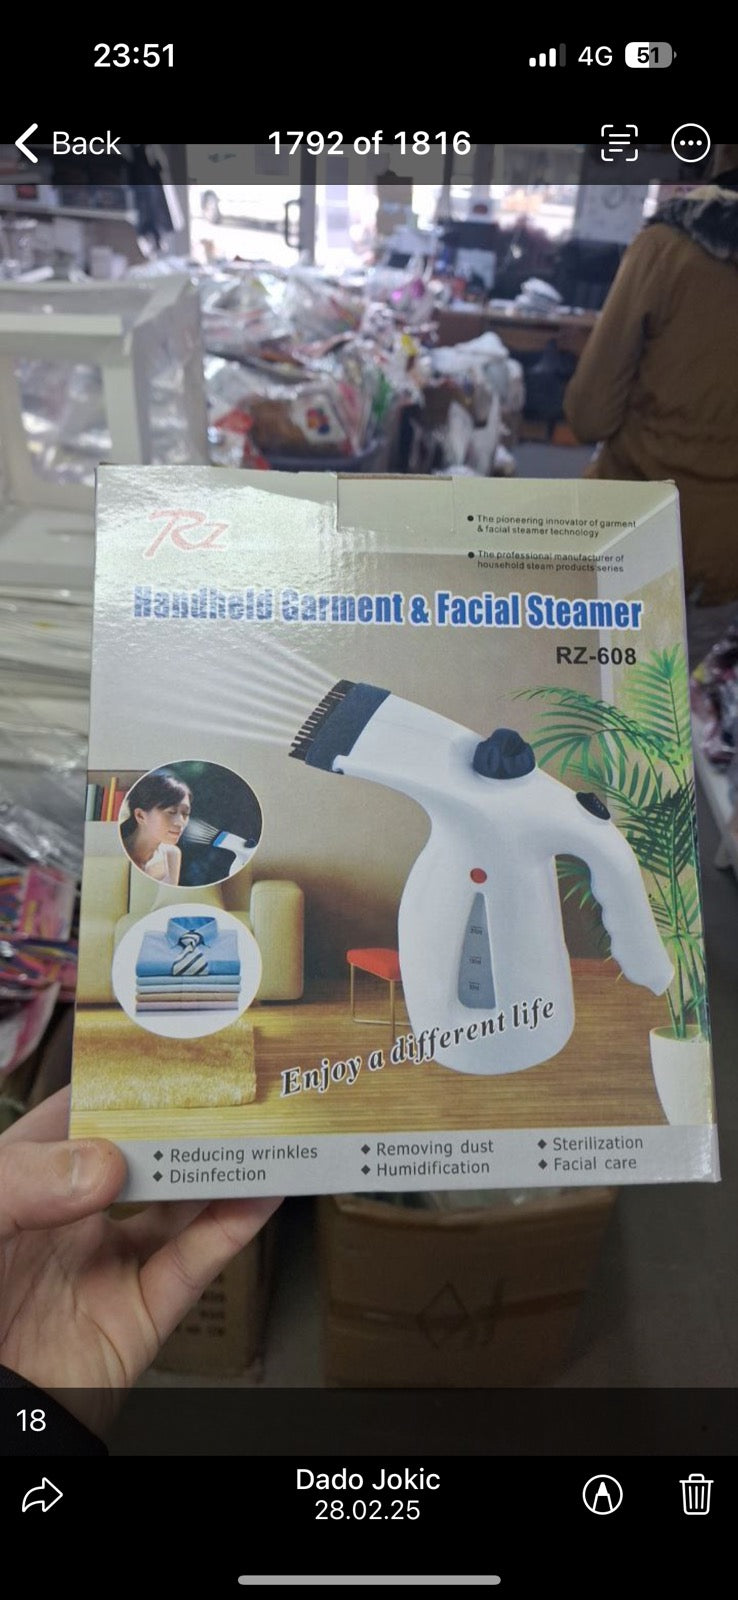 23:51
4G 51
Back
1792 of 1816
RZ
The pioneering innovator of garment
& facial steamer technology
The professional manufacturer of
household steam products series
Handheld Garment & Facial Steamer
RZ-608
Enjoy a different life
◆ Reducing wrinkles ◆ Removing dust ◆ Sterilization
◆ Disinfection ◆ Humidification ◆ Facial care
18
Dado Jokic
28.02.25